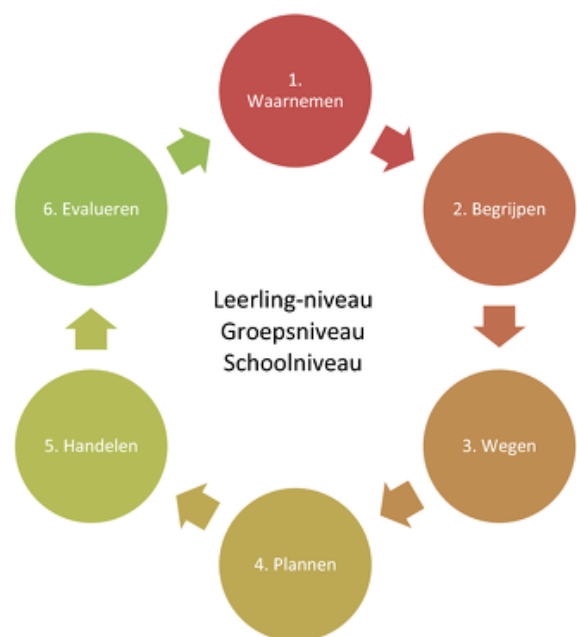 1.
Waarnemen
2. Begrijpen
3. Wegen
4. Plannen
5. Handelen
6. Evalueren
Leerling-niveau
Groepsniveau
Schoolniveau